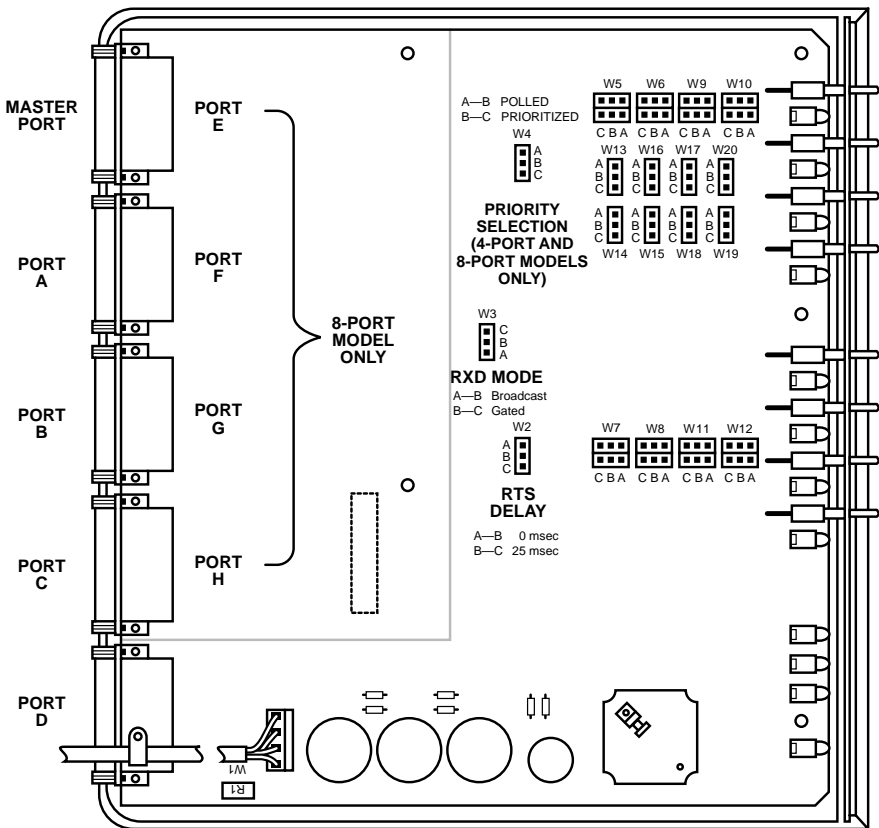 MASTER
PORT
PORT
E
PORT
A
PORT
F
8-PORT
MODEL
ONLY
PORT
B
PORT
G
PORT
C
PORT
H
PORT
D
A—B POLLED
B—C PRIORITIZED
W4
A
B
C
PRIORITY
SELECTION
(4-PORT AND
8-PORT MODELS
ONLY)
W5 W6 W9 W10
C B A C B A C B A C B A
W13 W16 W17 W20
A A A A
B B B B
C C C C
A A A A
B B B B
C C C C
W14 W15 W18 W19
W3
C
B
A
RXD MODE
A—B Broadcast
B—C Gated
W2
A
B
C
RTS
DELAY
A—B 0 msec
B—C 25 msec
W7 W8 W11 W12
C B A C B A C B A C B A
W1
R1